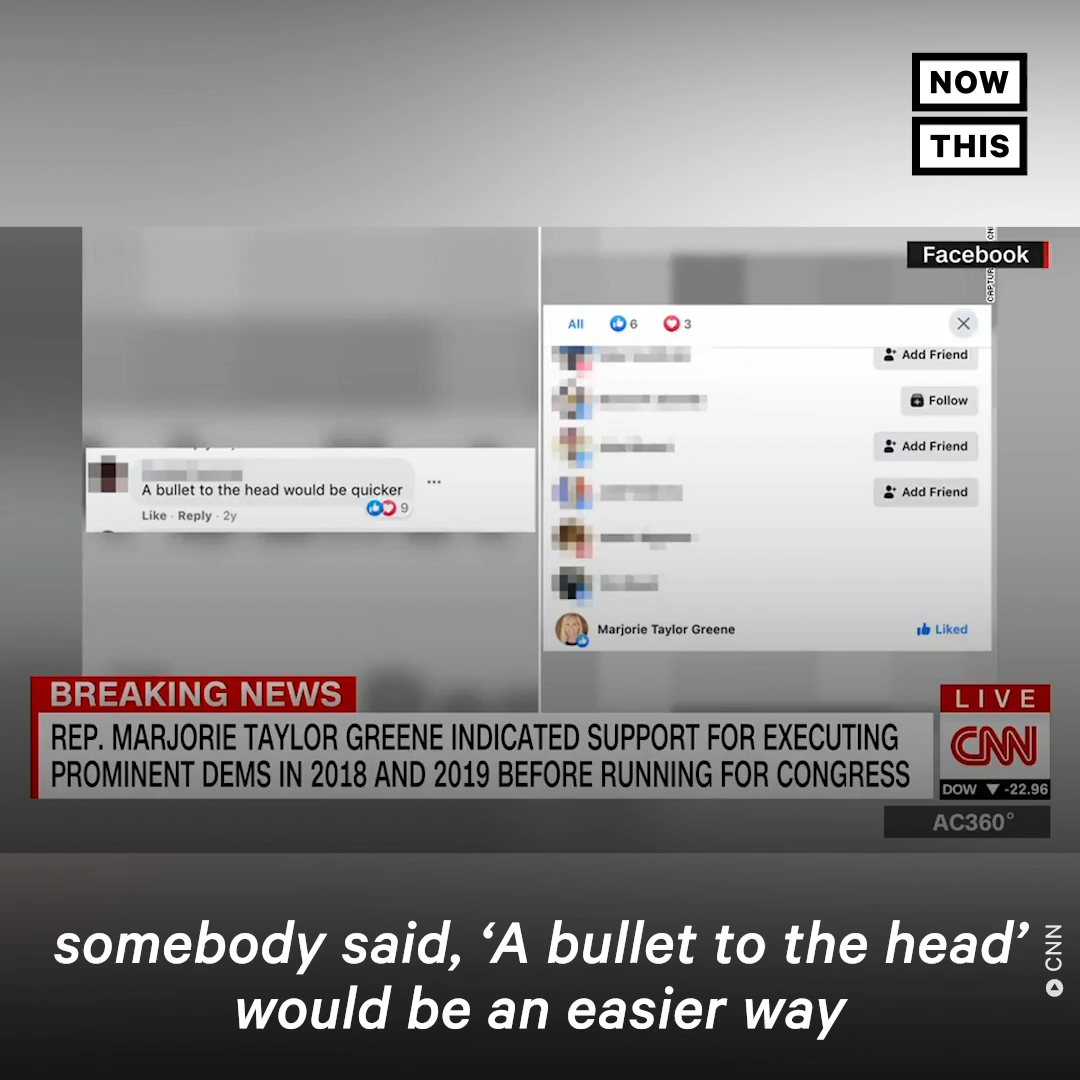 NOW
THIS
Facebook
CAPTUR CN
All 6 3
Add Friend
Follow
Add Friend
Add Friend
A bullet to the head would be quicker
9
Like · Reply · 2y
Marjorie Taylor Greene Liked
BREAKING NEWS
REP. MARJORIE TAYLOR GREENE INDICATED SUPPORT FOR EXECUTING
PROMINENT DEMS IN 2018 AND 2019 BEFORE RUNNING FOR CONGRESS
LIVE
CNN
DOW ▼ -22.96
AC360°
somebody said, ‘A bullet to the head’
would be an easier way
CNN